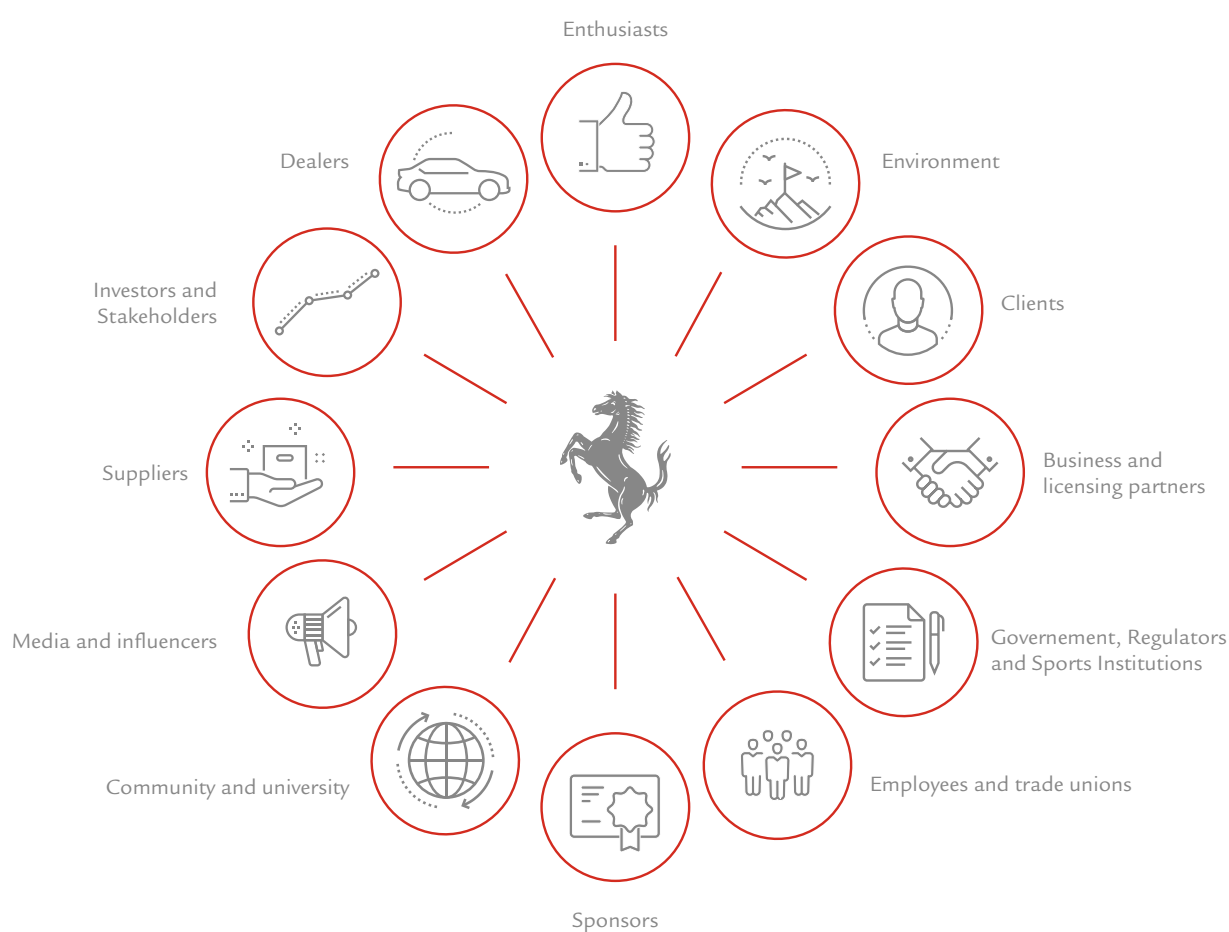 Enthusiasts
Dealers
Environment
Investors and
Stakeholders
Clients
Suppliers
Business and
licensing partners
Media and influencers
Governement, Regulators
and Sports Institutions
Community and university
Employees and trade unions
Sponsors